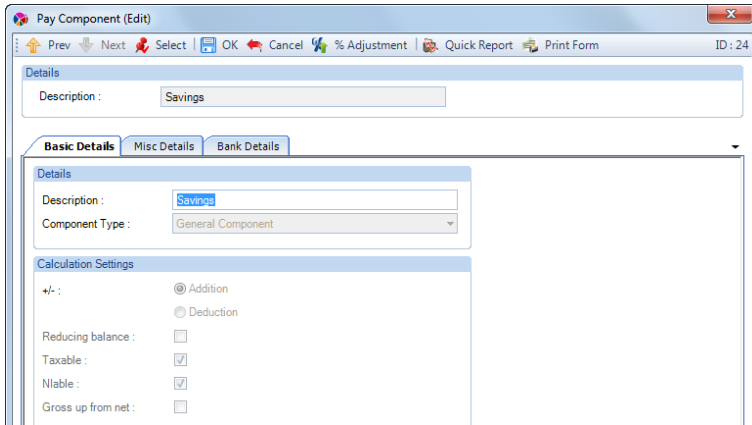 Pay Component (Edit)
Prev Next Select OK Cancel % Adjustment Quick Report Print Form ID : 24
Details
Description : Savings
Basic Details Misc Details Bank Details
Details
Description : Savings
Component Type : General Component
Calculation Settings
+/- : Addition
Deduction
Reducing balance :
Taxable :
NIable :
Gross up from net :